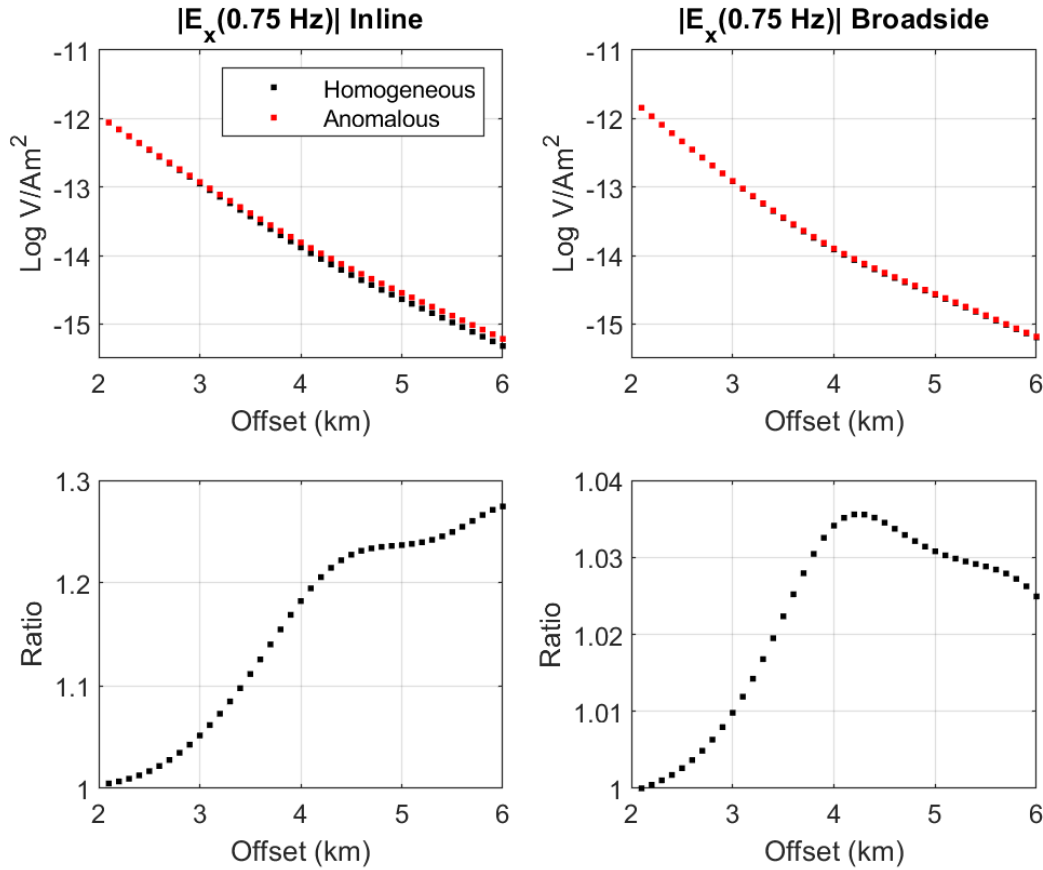 |E_x(0.75 Hz)| Inline
-11
-12
-13
-14
-15
Log V/Am²
Homogeneous
Anomalous
2 3 4 5 6
Offset (km)
|E_x(0.75 Hz)| Broadside
-11
-12
-13
-14
-15
Log V/Am²
2 3 4 5 6
Offset (km)
1.3
1.2
1.1
1
Ratio
2 3 4 5 6
Offset (km)
1.04
1.03
1.02
1.01
1
Ratio
2 3 4 5 6
Offset (km)